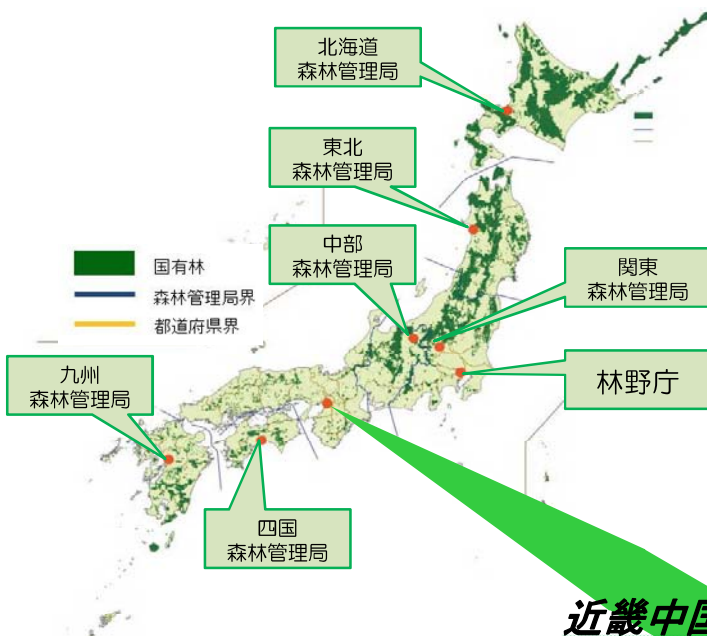 北海道
森林管理局
東北
森林管理局
中部
森林管理局
関東
森林管理局
国有林
森林管理局界
都道府県界
林野庁
九州
森林管理局
四国
森林管理局
近畿中国